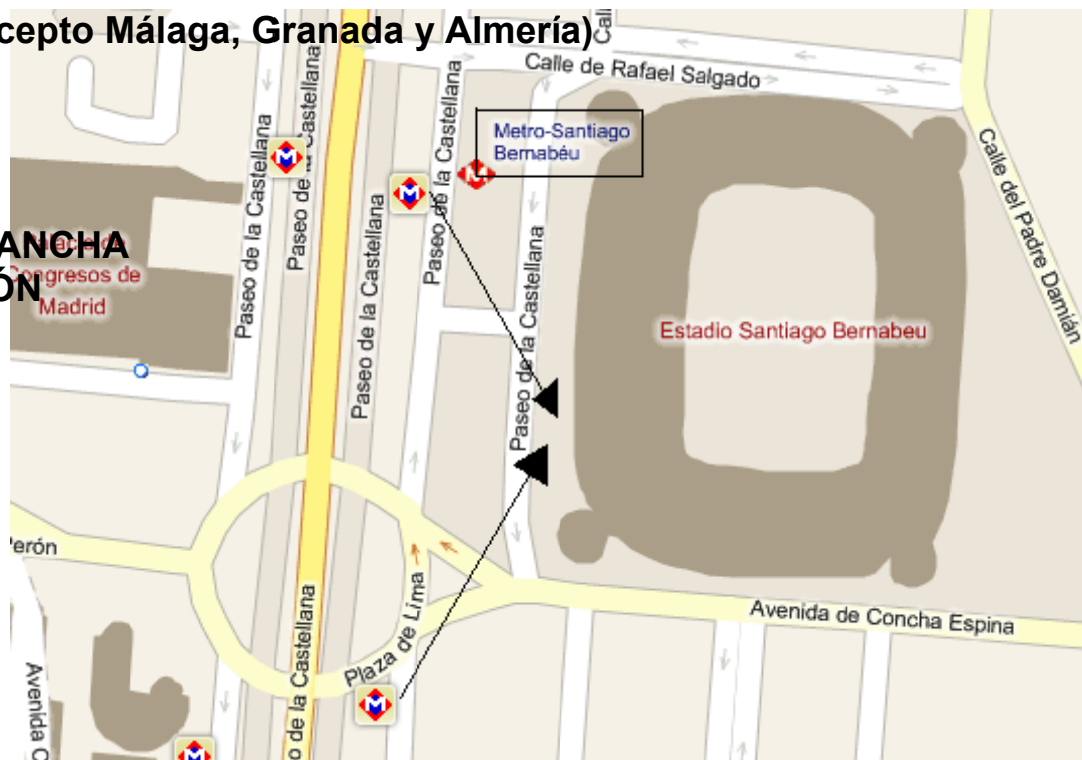 cepto Málaga, Granada y Almería)
Call
Calle de Rafael Salgado
Paseo de la Castellana
Paseo de la Castellana
Paseo de la Castellana
Paseo de la Castellana
Metro-Santiago
Bernabéu
Calle del Padre Damián
ANCHA
ÓN
Congresos de
Madrid
Paseo de la Castellana
Estadio Santiago Bernabeu
Perón
Avenida de Concha Espina
Plaza de Lima
o de la Castellana
Avenida C